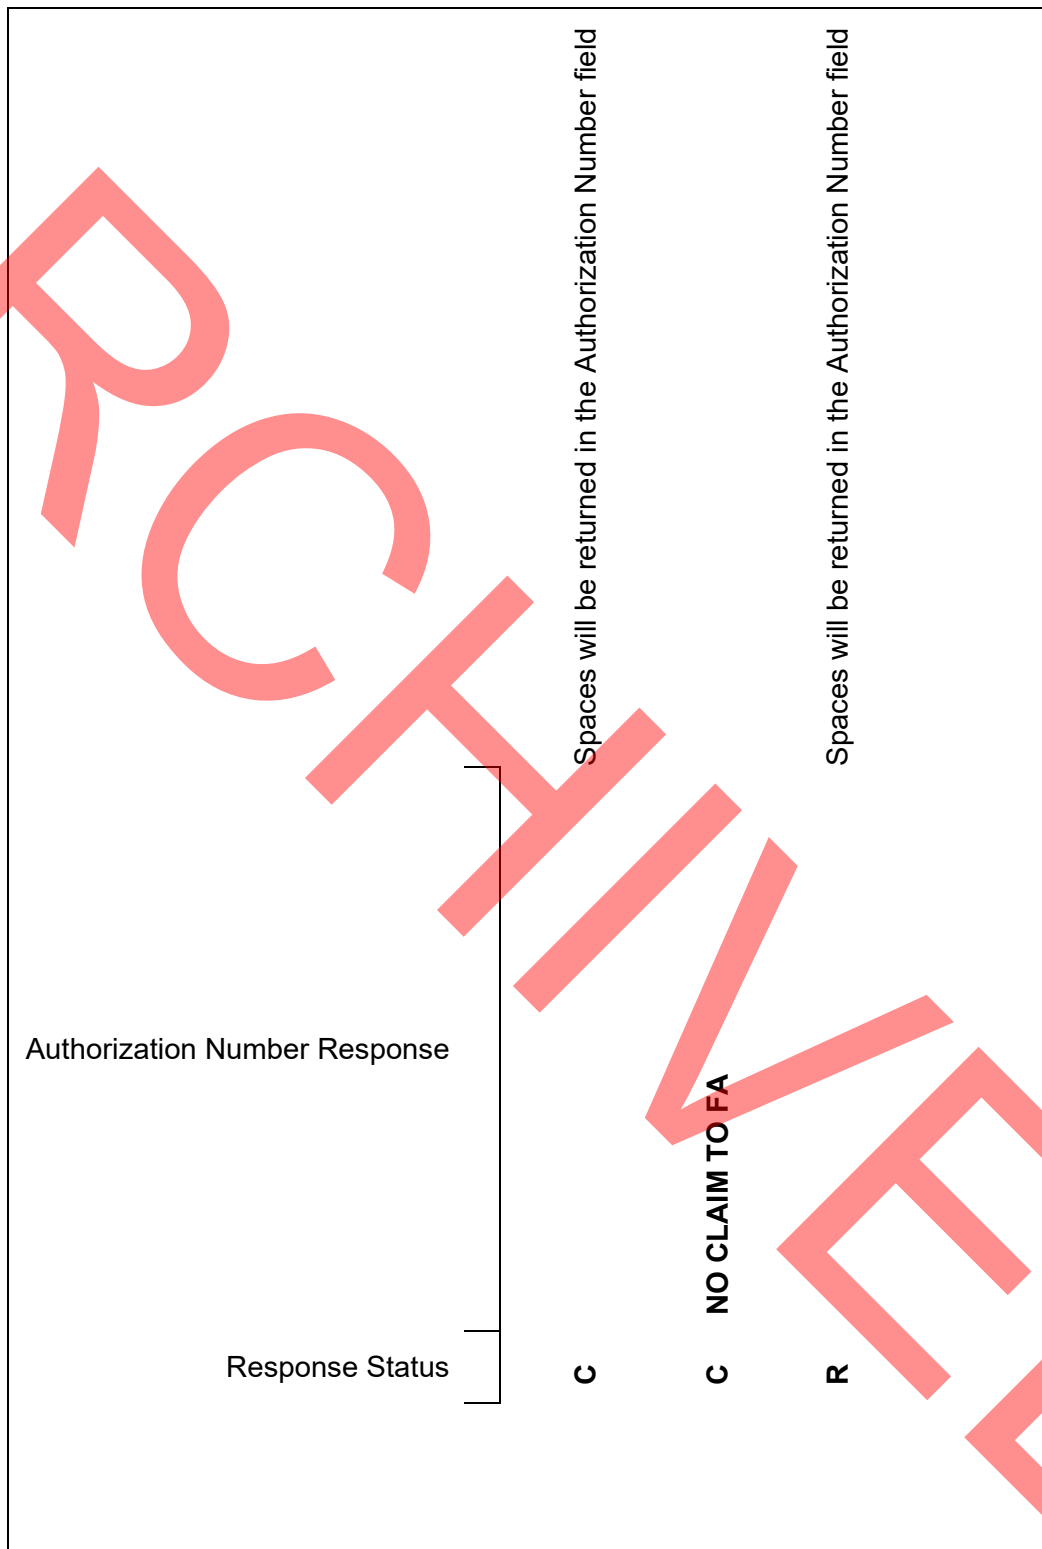 Authorization Number Response
Response Status
C
Spaces will be returned in the Authorization Number field
C NO CLAIM TO FA
R
Spaces will be returned in the Authorization Number field
RCHIVE